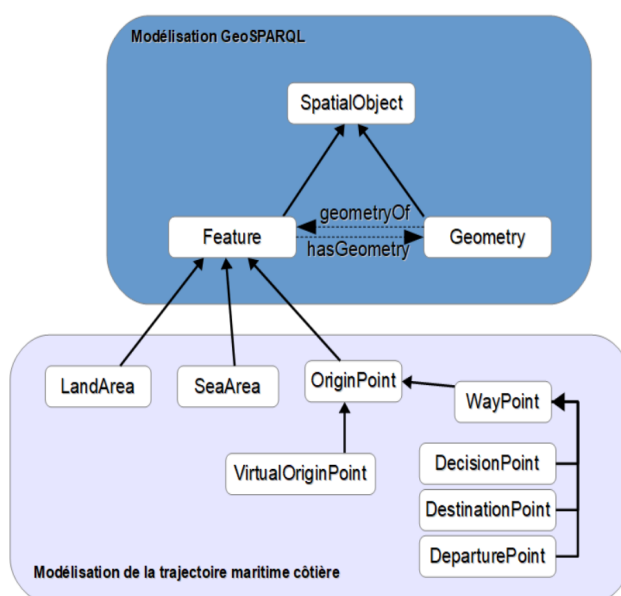 Modélisation GeoSPARQL
SpatialObject
geometryOf
Feature
Geometry
hasGeometry
LandArea
SeaArea
OriginPoint
WayPoint
VirtualOriginPoint
DecisionPoint
DestinationPoint
DeparturePoint
Modélisation de la trajectoire maritime côtière